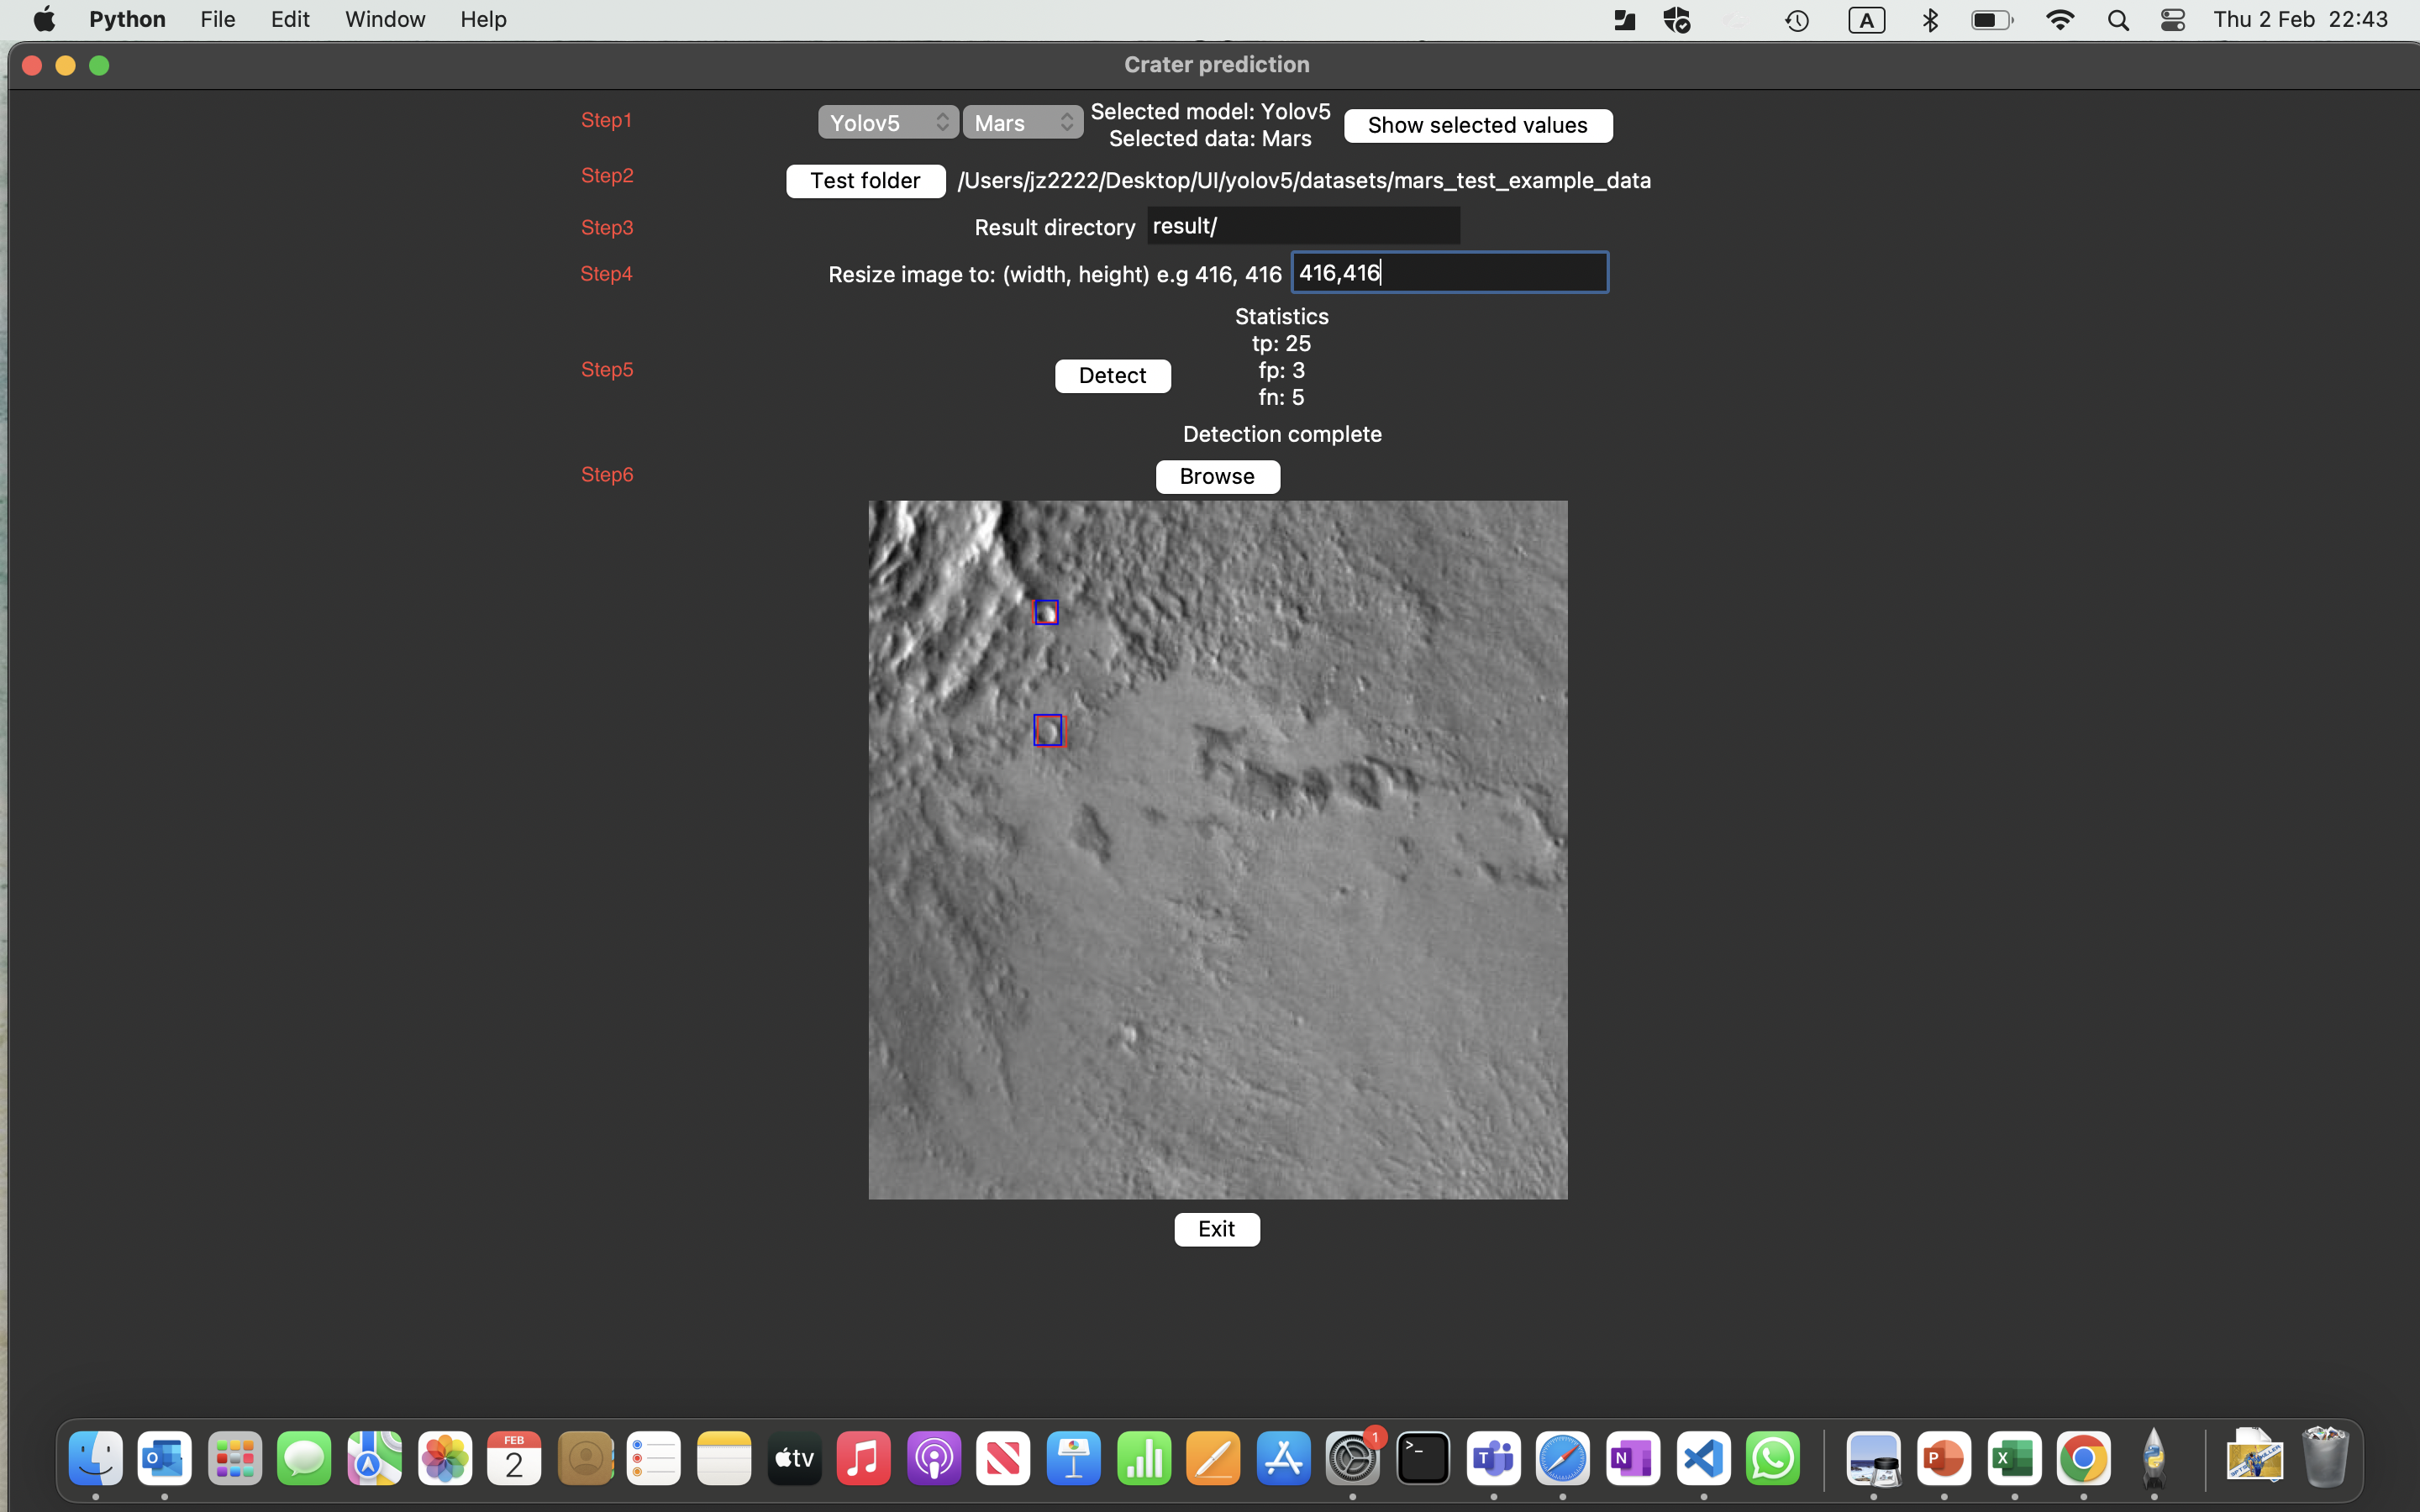 Python File Edit Window Help A Thu 2 Feb 22:43
Crater prediction
Step1 Yolov5 Mars Selected model: Yolov5 Show selected values
Selected data: Mars
Step2 Test folder /Users/jz2222/Desktop/UI/yolov5/datasets/mars_test_example_data
Step3 Result directory result/
Step4 Resize image to: (width, height) e.g 416, 416 416,416
Statistics
tp: 25
Step5 Detect fp: 3
fn: 5
Detection complete
Step6 Browse
Exit
FEB
2
tv
1
>_